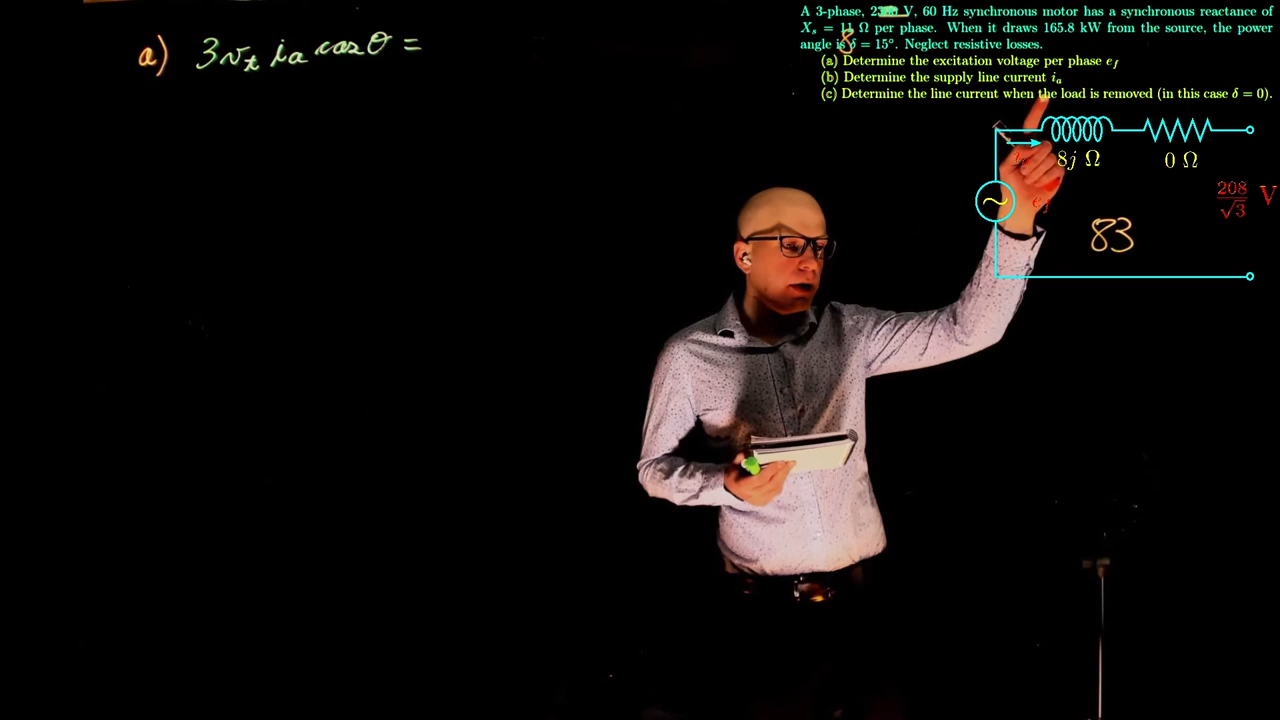 A 3-phase, V, 60 Hz synchronous motor has a synchronous reactance of
X_s = Ω per phase. When it draws 165.8 kW from the source, the power
angle is δ = 15°. Neglect resistive losses.
8
(a) Determine the excitation voltage per phase e_f
(b) Determine the supply line current i_a
(c) Determine the line current when the load is removed (in this case δ = 0).
a) 3v_t i_a cos θ =
8j Ω
0 Ω
e_f
208/√3 V
~
83